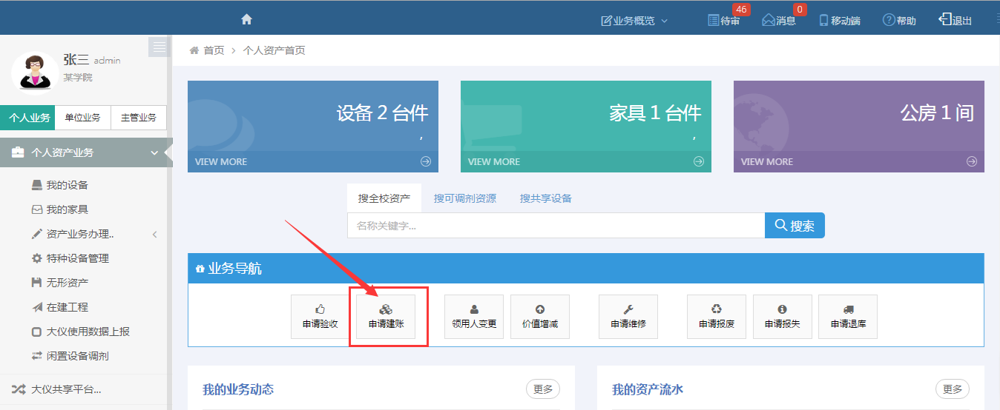 业务概览
待审 46
消息 0
移动端
帮助
退出
张三 admin
某学院
个人业务 单位业务 主管业务
个人资产业务
我的设备
我的家具
资产业务办理..
特种设备管理
无形资产
在建工程
大仪使用数据上报
闲置设备调剂
大仪共享平台...
首页 > 个人资产首页
设备 2 台件
,
VIEW MORE
家具 1 台件
,
VIEW MORE
公房 1 间
VIEW MORE
搜全校资产 搜可调剂资源 搜共享设备
名称关键字...
搜索
业务导航
申请验收 申请建账 领用人变更 价值增减 申请维修 申请报废 申请报失 申请退库
我的业务动态 更多
我的资产流水 更多